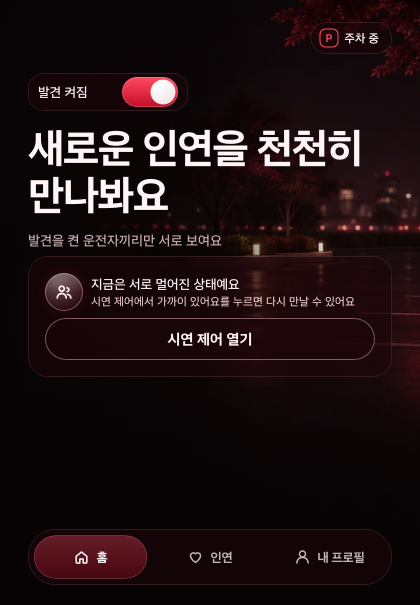 P 주차 중
발견 켜짐
새로운 인연을 천천히
만나봐요
발견을 켠 운전자끼리만 서로 보여요
지금은 서로 멀어진 상태예요
시연 제어에서 가까이 있어요를 누르면 다시 만날 수 있어요
시연 제어 열기
홈 인연 내 프로필